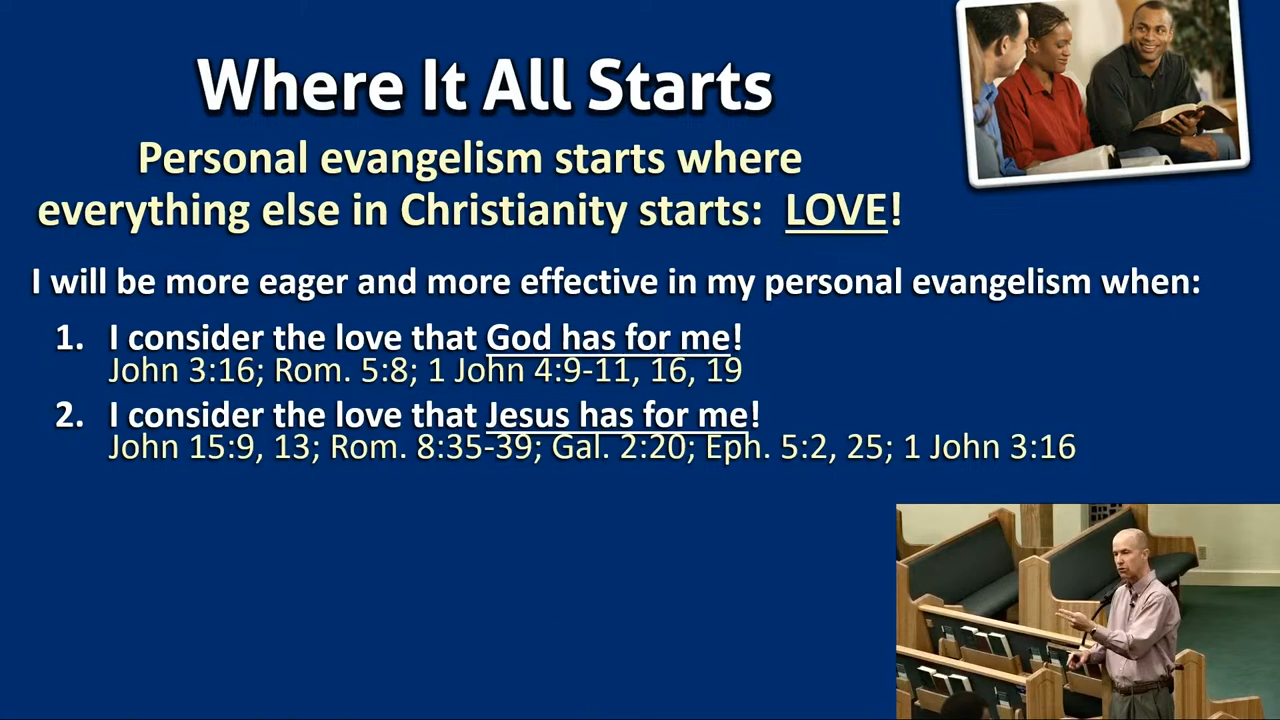 Where It All Starts
Personal evangelism starts where
everything else in Christianity starts: LOVE!
I will be more eager and more effective in my personal evangelism when:
1. I consider the love that God has for me!
John 3:16; Rom. 5:8; 1 John 4:9-11, 16, 19
2. I consider the love that Jesus has for me!
John 15:9, 13; Rom. 8:35-39; Gal. 2:20; Eph. 5:2, 25; 1 John 3:16